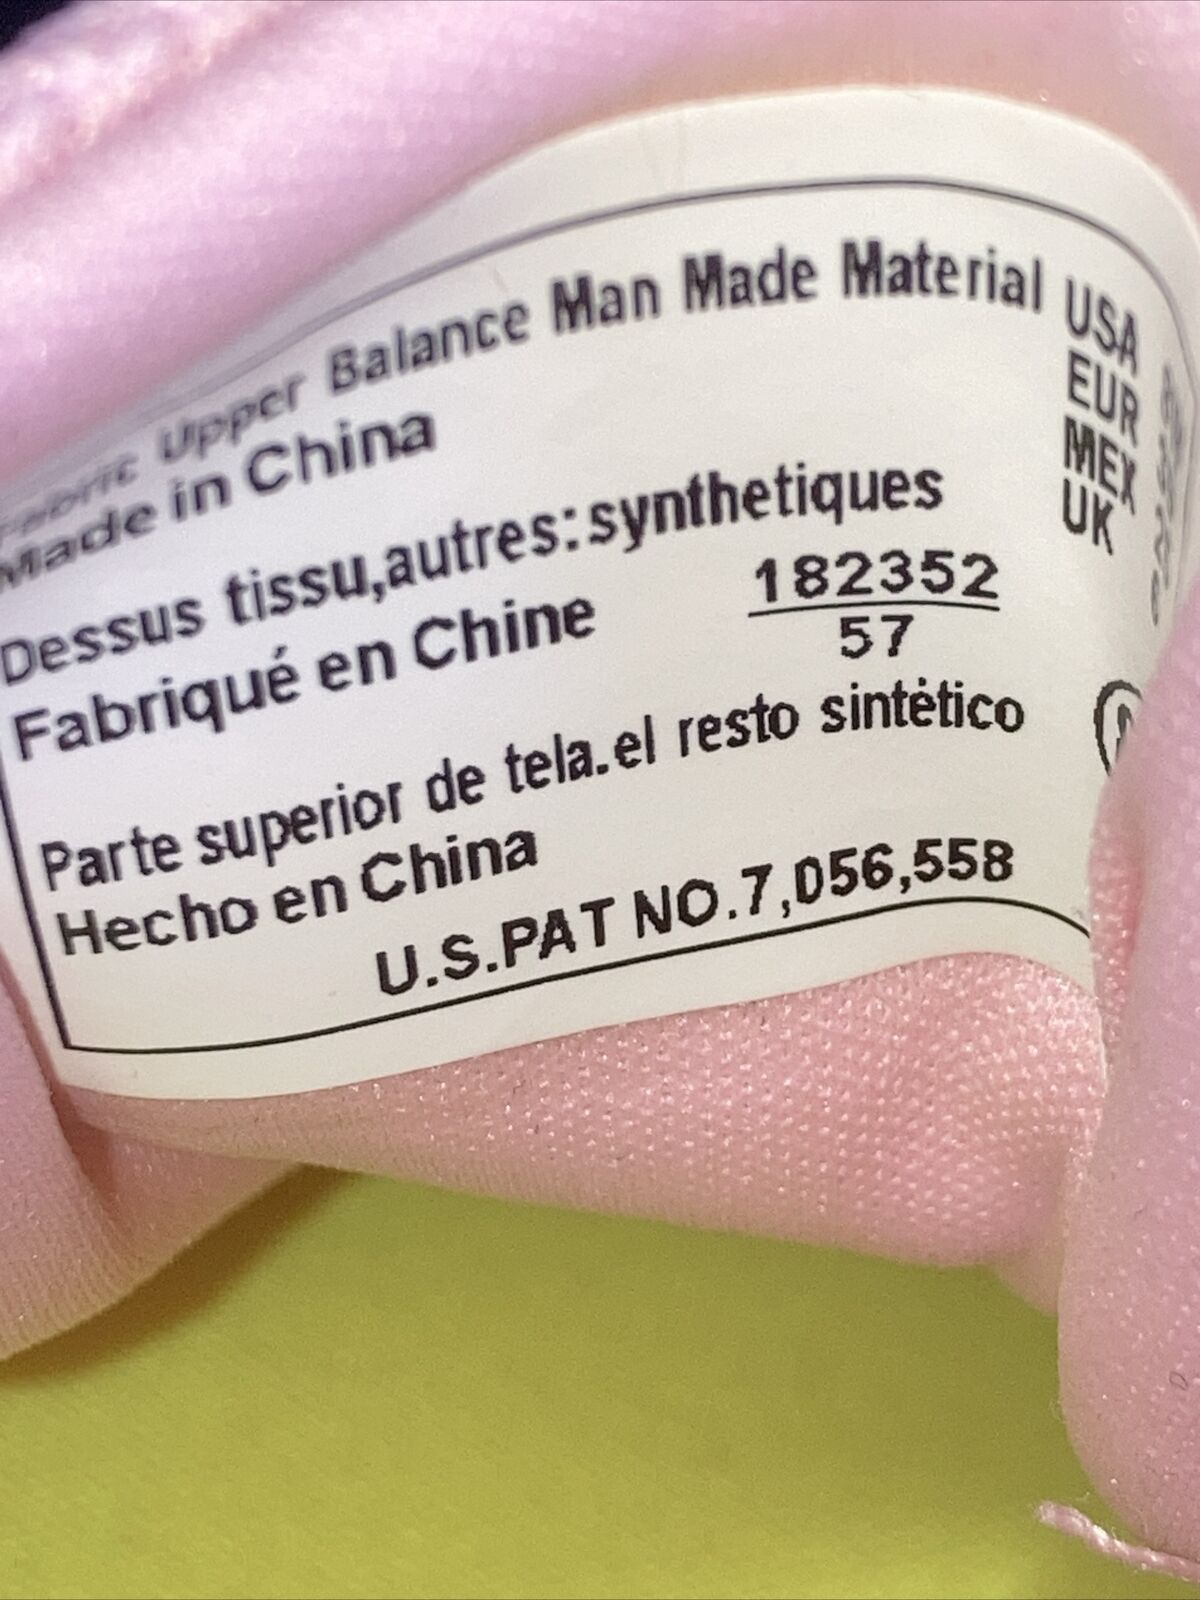 Fabric Upper Balance Man Made Material
Made in China
Dessus tissu,autres:synthetiques
Fabriqué en Chine
182352
57
Parte superior de tela.el resto sintético
Hecho en China
U.S.PAT NO.7,056,558
USA
EUR
MEX
UK